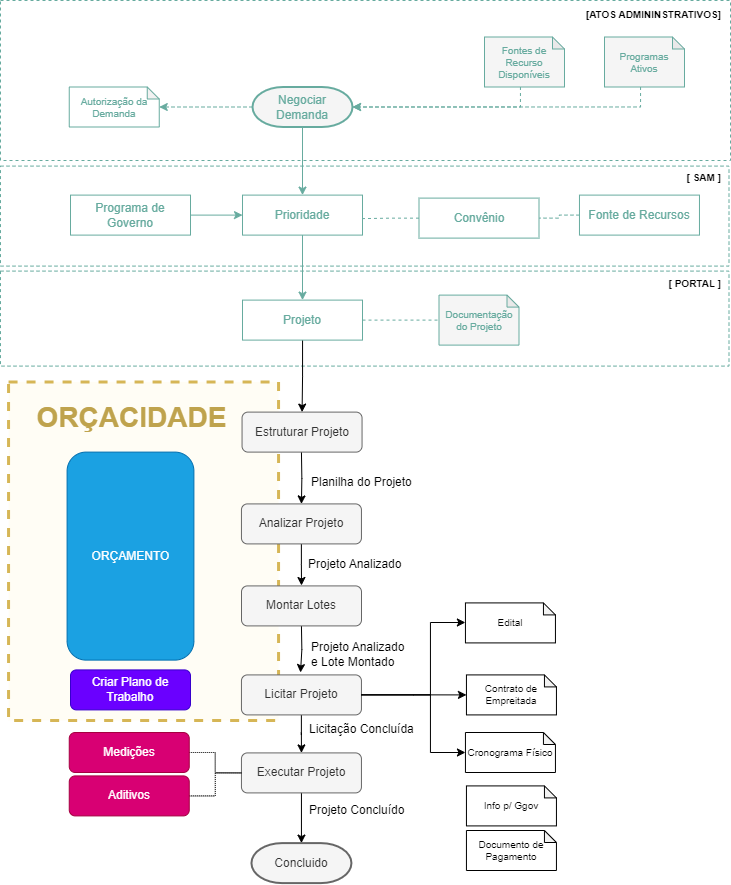 [ATOS ADMININSTRATIVOS]
Fontes de
Recurso
Disponíveis
Programas
Ativos
Autorização da
Demanda
Negociar
Demanda
[ SAM ]
Programa de
Governo
Prioridade
Convênio
Fonte de Recursos
[ PORTAL ]
Projeto
Documentação
do Projeto
ORÇACIDADE
Estruturar Projeto
Planilha do Projeto
Analizar Projeto
ORÇAMENTO
Projeto Analizado
Montar Lotes
Edital
Projeto Analizado
e Lote Montado
Criar Plano de
Trabalho
Licitar Projeto
Contrato de
Empreitada
Licitação Concluída
Medições
Cronograma Físico
Executar Projeto
Aditivos
Projeto Concluído
Info p/ Ggov
Documento de
Pagamento
Concluido